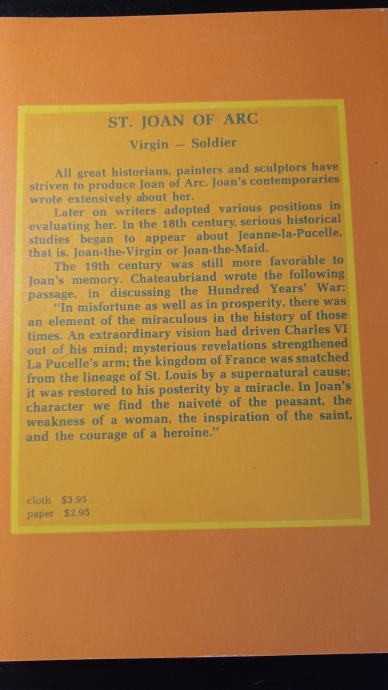 ST. JOAN OF ARC
Virgin — Soldier
All great historians, painters and sculptors have
striven to produce Joan of Arc. Joan's contemporaries
wrote extensively about her.
Later on writers adopted various positions in
evaluating her. In the 18th century, serious historical
studies began to appear about Jeanne-la-Pucelle,
that is, Joan-the-Virgin or Joan-the-Maid.
The 19th century was still more favorable to
Joan's memory. Chateaubriand wrote the following
passage, in discussing the Hundred Years' War:
"In misfortune as well as in prosperity, there was
an element of the miraculous in the history of those
times. An extraordinary vision had driven Charles VI
out of his mind; mysterious revelations strengthened
La Pucelle's arm; the kingdom of France was snatched
from the lineage of St. Louis by a supernatural cause;
it was restored to his posterity by a miracle. In Joan's
character we find the naiveté of the peasant, the
weakness of a woman, the inspiration of the saint,
and the courage of a heroine."
cloth $3.95
paper $2.95